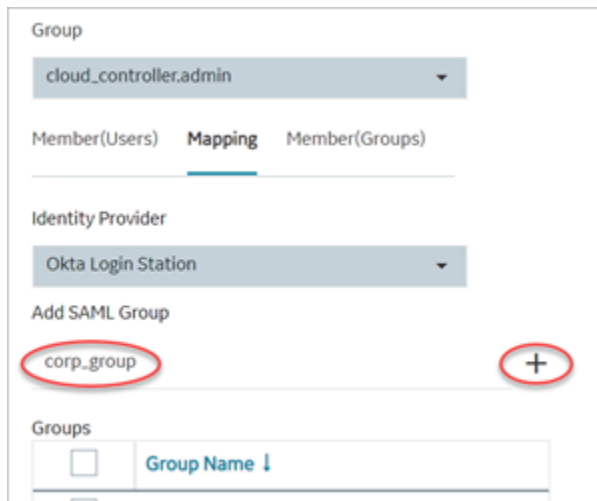 Group
cloud_controller.admin
Member(Users) Mapping Member(Groups)
Identity Provider
Okta Login Station
Add SAML Group
corp_group +
Groups
Group Name ↓